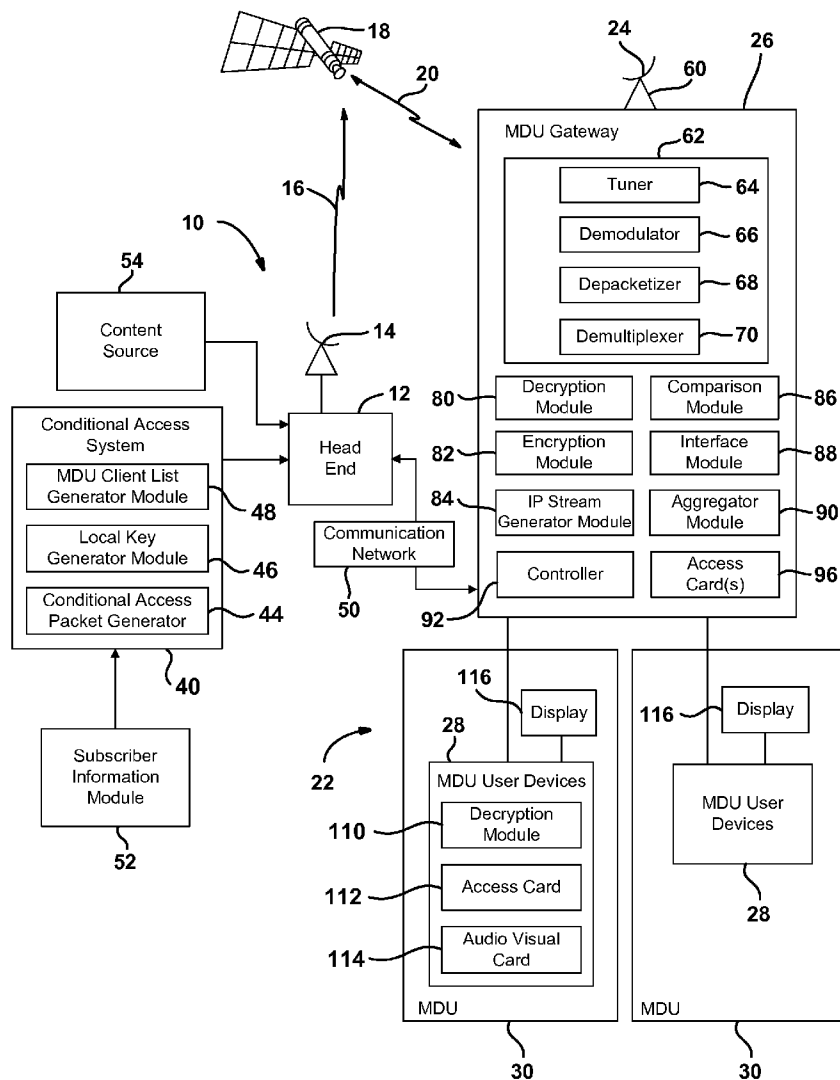 18
24
26
20
60
MDU Gateway
62
Tuner
64
16
10
Demodulator
66
54
Depacketizer
68
Content
Source
14
Demultiplexer
70
12
80
Decryption
Module
Comparison
Module
86
Conditional Access
System
Head
End
82
Encryption
Module
Interface
Module
88
MDU Client List
Generator Module
48
84
IP Stream
Generator Module
Aggregator
Module
90
Local Key
Generator Module
46
Communication
Network
50
Controller
92
Access
Card(s)
96
Conditional Access
Packet Generator
44
40
116
Display
116
Display
22
28
Subscriber
Information
Module
52
MDU User Devices
110
Decryption
Module
MDU User
Devices
28
112
Access Card
114
Audio Visual
Card
MDU
MDU
30
30